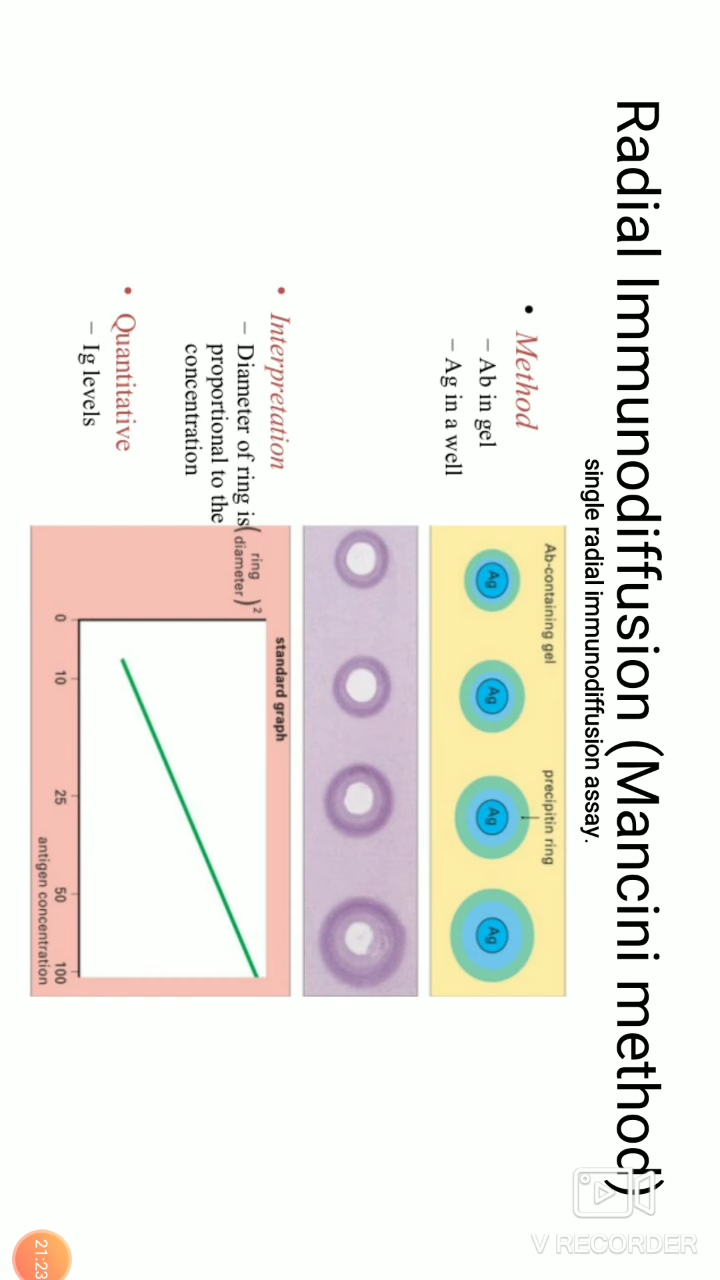 Radial Immunodiffusion (Mancini method)
single radial immunodiffusion assay.
• Method
– Ab in gel
– Ag in a well
• Interpretation
– Diameter of ring is
proportional to the
concentration
• Quantitative
– Ig levels
Ab-containing gel
precipitin ring
Ag Ag Ag Ag
standard graph
( ring
diameter )²
0 10 25 50 100
antigen concentration
V RECORDER
21:23